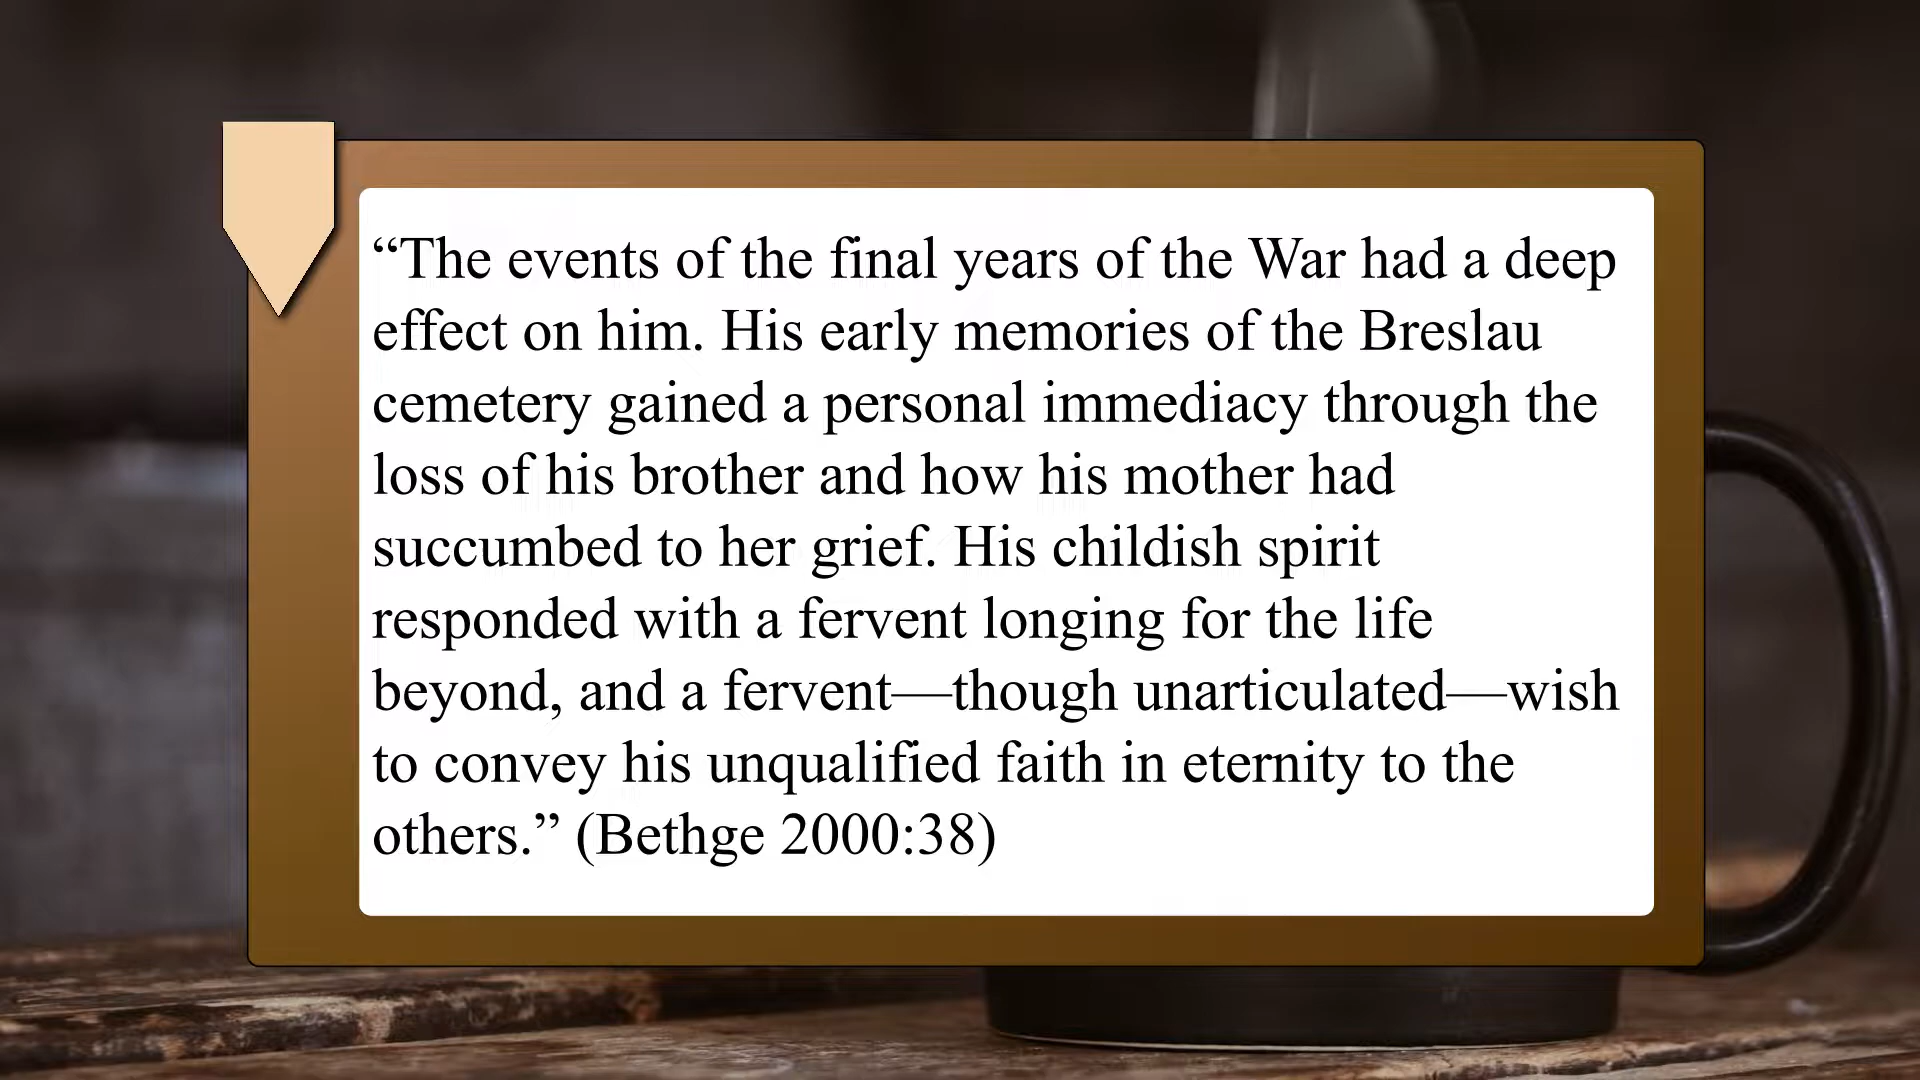 “The events of the final years of the War had a deep
effect on him. His early memories of the Breslau
cemetery gained a personal immediacy through the
loss of his brother and how his mother had
succumbed to her grief. His childish spirit
responded with a fervent longing for the life
beyond, and a fervent—though unarticulated—wish
to convey his unqualified faith in eternity to the
others.” (Bethge 2000:38)